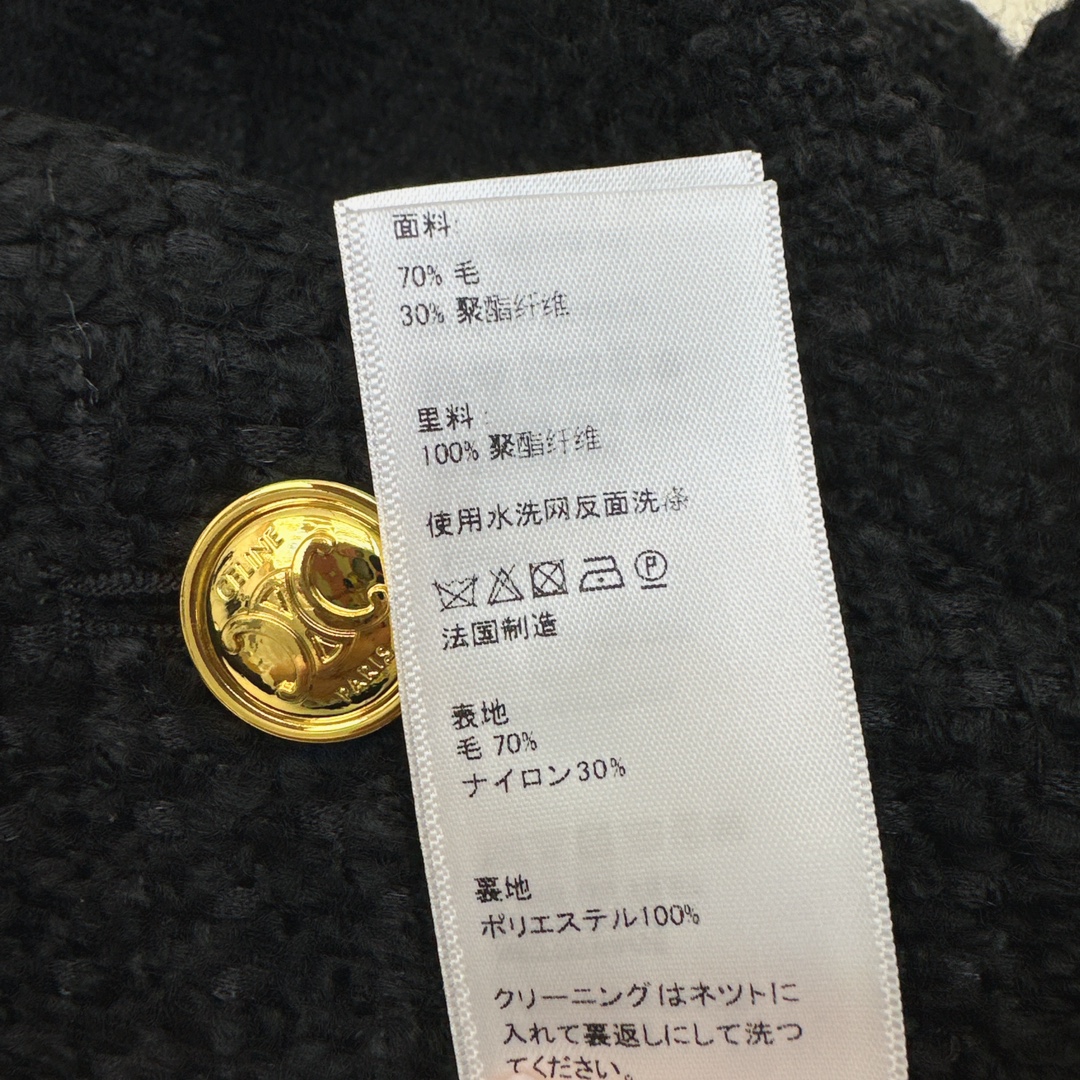 CELINE
PARIS
面料:
70% 毛
30% 聚酯纤维
里料:
100% 聚酯纤维
使用水洗网反面洗涤
P
法国制造
表地
毛 70%
ナイロン30%
裏地
ポリエステル100%
クリーニングはネツトに
入れて裏返しにして洗つ
てください。